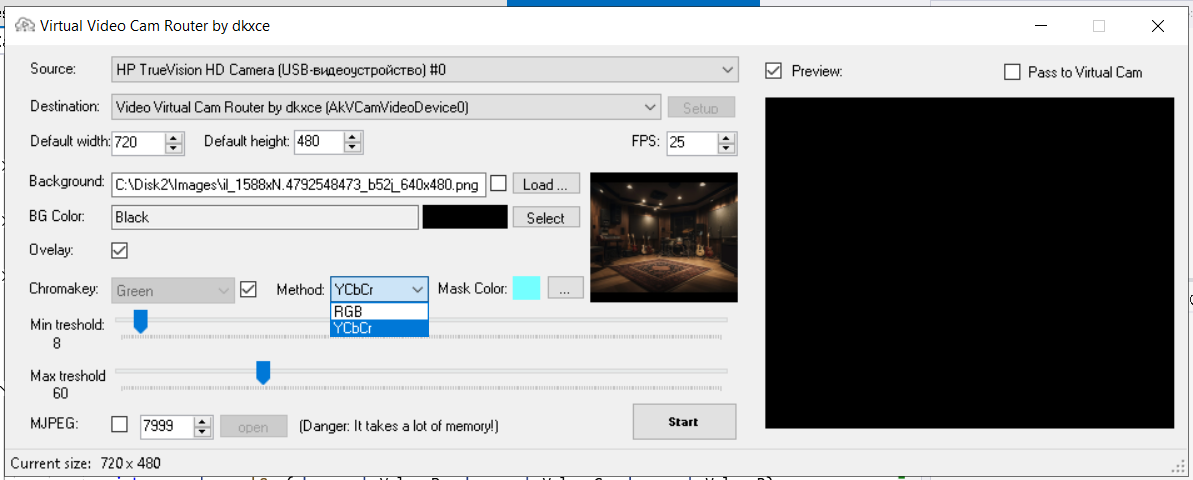 Virtual Video Cam Router by dkxce
Source: HP TrueVision HD Camera (USB-видеоустройство) #0
Preview: Pass to Virtual Cam
Destination: Video Virtual Cam Router by dkxce (AkVCamVideoDevice0) Setup
Default width: 720 Default height: 480 FPS: 25
Background: C:\Disk2\Images\il_1588xN.4792548473_b52j_640x480.png Load ...
BG Color: Black Select
Ovelay:
Chromakey: Green Method: YCbCr Mask Color: ...
RGB
YCbCr
Min treshold:
8
Max treshold
60
MJPEG: 7999 open (Danger: It takes a lot of memory!) Start
Current size: 720 x 480